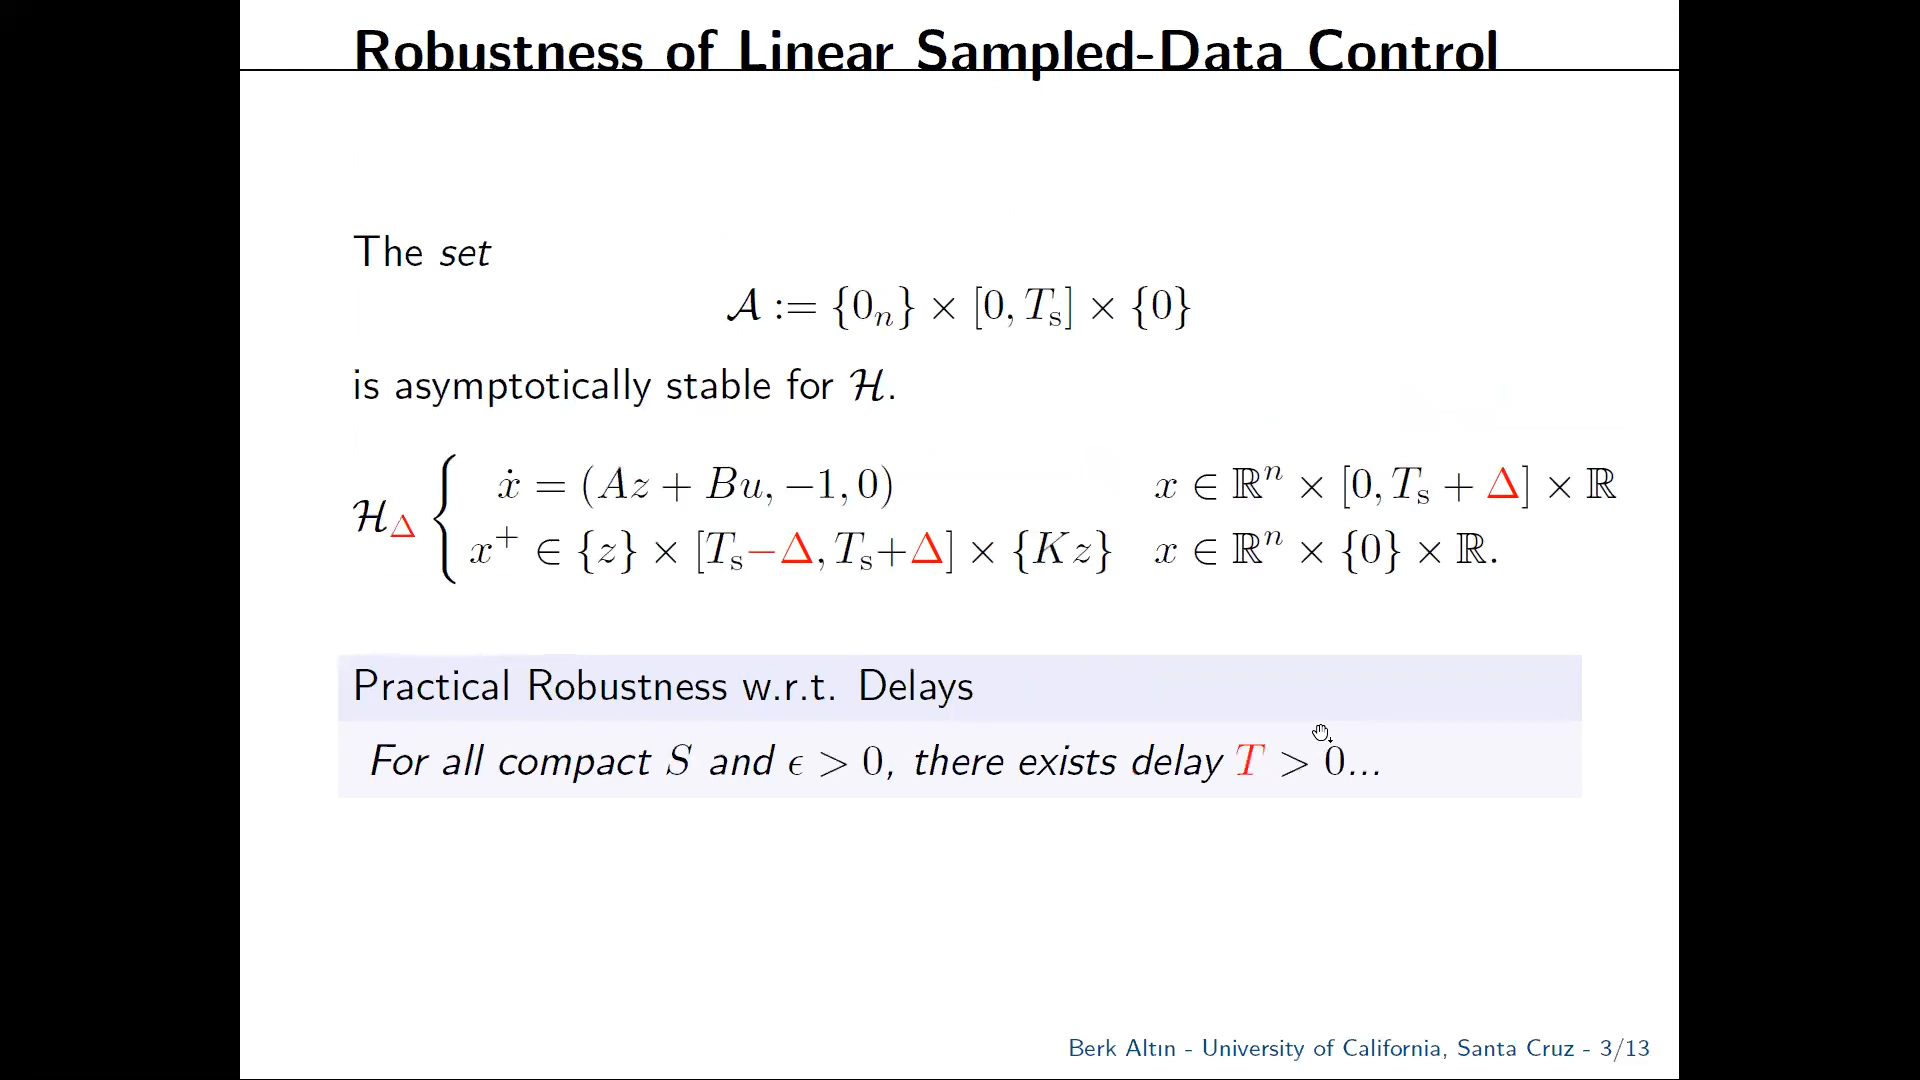 Robustness of Linear Sampled-Data Control
The set
𝒜 := {0ₙ} × [0, Tₛ] × {0}
is asymptotically stable for ℋ.
ℋ_Δ { ẋ = (Az + Bu, −1, 0) x ∈ ℝⁿ × [0, Tₛ + Δ] × ℝ
x⁺ ∈ {z} × [Tₛ−Δ, Tₛ+Δ] × {Kz} x ∈ ℝⁿ × {0} × ℝ.
Practical Robustness w.r.t. Delays
For all compact S and ϵ > 0, there exists delay T > 0...
Berk Altın - University of California, Santa Cruz - 3/13